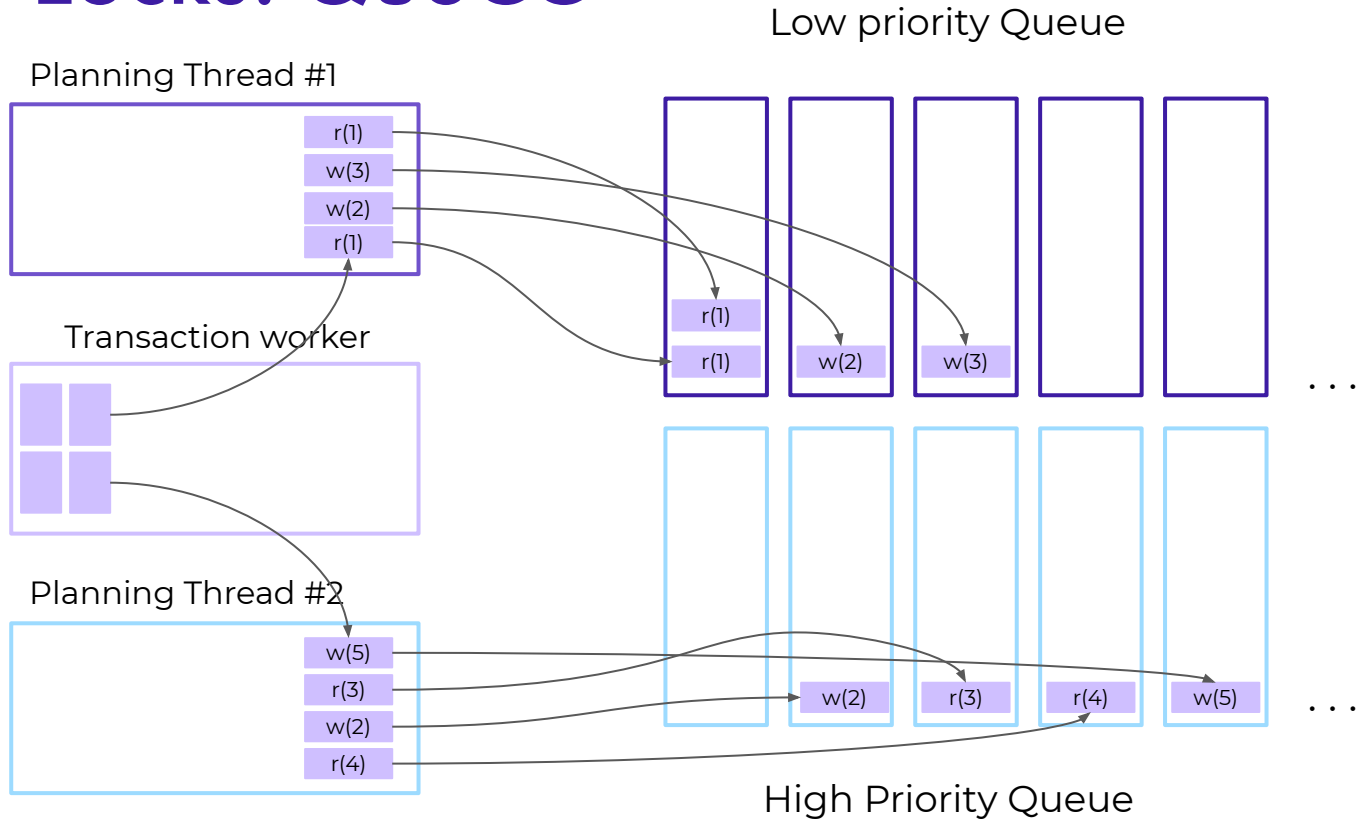 Low priority Queue
Planning Thread #1
r(1)
w(3)
w(2)
r(1)
r(1)
r(1)
w(2)
w(3)
. . .
Transaction worker
Planning Thread #2
w(5)
r(3)
w(2)
r(4)
w(2)
r(3)
r(4)
w(5)
. . .
High Priority Queue